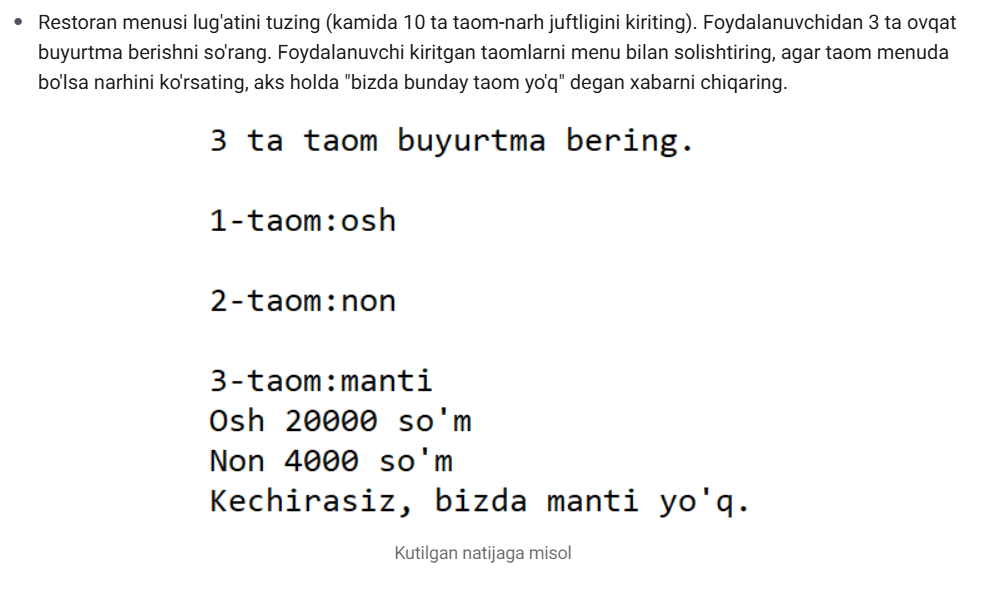 • Restoran menusi lug'atini tuzing (kamida 10 ta taom-narh juftligini kiriting). Foydalanuvchidan 3 ta ovqat
buyurtma berishni so'rang. Foydalanuvchi kiritgan taomlarni menu bilan solishtiring, agar taom menuda
bo'lsa narhini ko'rsating, aks holda "bizda bunday taom yo'q" degan xabarni chiqaring.
3 ta taom buyurtma bering.
1-taom:osh
2-taom:non
3-taom:manti
Osh 20000 so'm
Non 4000 so'm
Kechirasiz, bizda manti yo'q.
Kutilgan natijaga misol